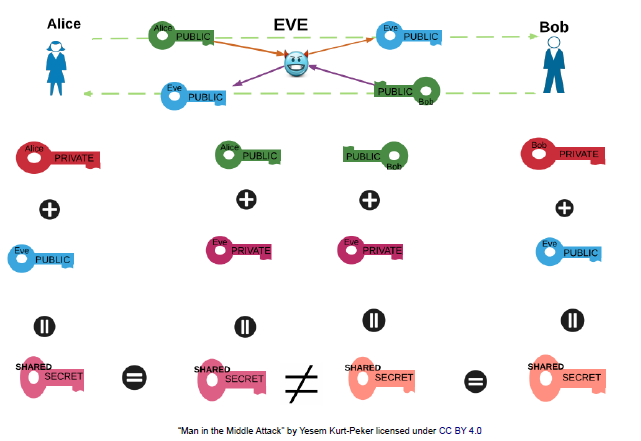 Alice
EVE
Bob
Alice PUBLIC
Eve PUBLIC
Eve PUBLIC
PUBLIC Bob
Alice PRIVATE
Alice PUBLIC
PUBLIC Bob
Bob PRIVATE
Eve PUBLIC
Eve PRIVATE
Eve PRIVATE
Eve PUBLIC
SHARED SECRET
=
SHARED SECRET
≠
SHARED SECRET
=
SHARED SECRET
“Man in the Middle Attack” by Yesem Kurt-Peker licensed under CC BY 4.0